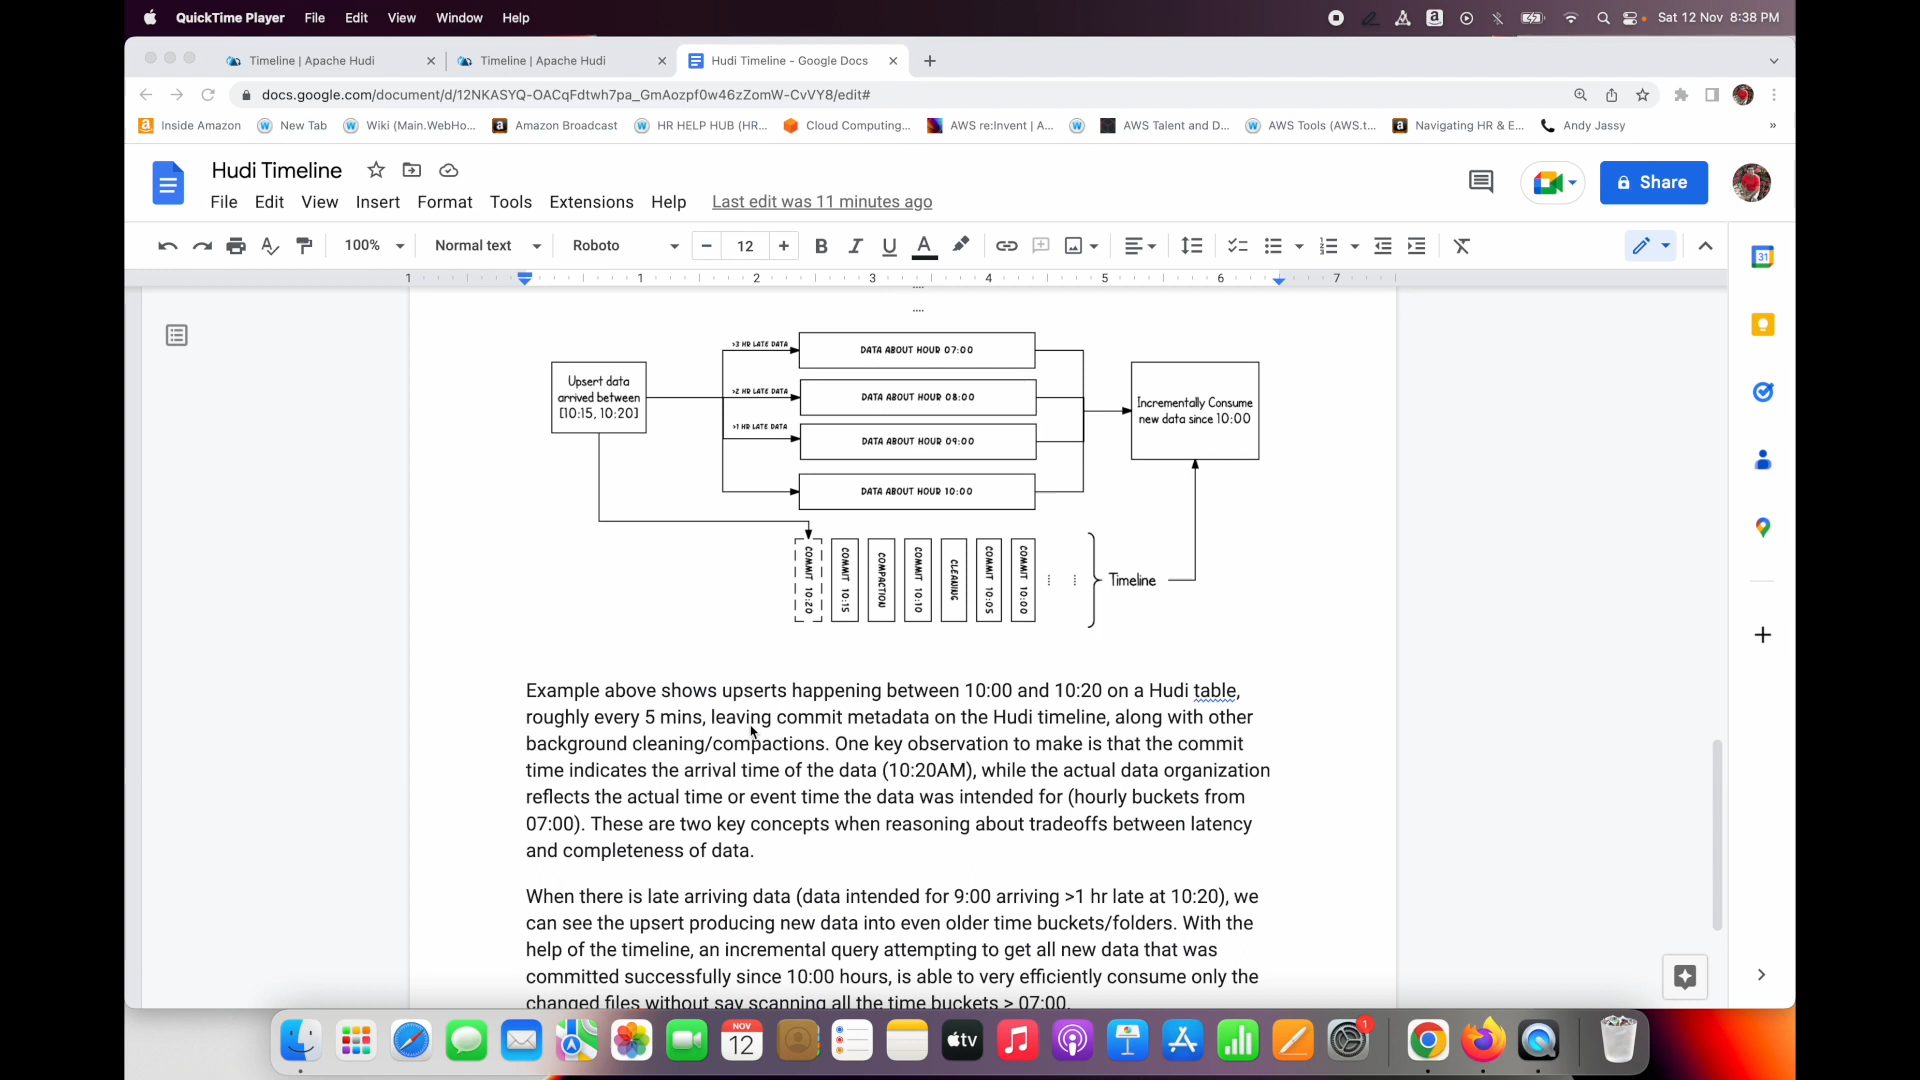 QuickTime Player File Edit View Window Help
Sat 12 Nov 8:38 PM
Timeline | Apache Hudi
Timeline | Apache Hudi
Hudi Timeline - Google Docs
docs.google.com/document/d/12NKASYQ-OACqFdtwh7pa_GmAozpf0w46zZomW-CvVY8/edit#
Inside Amazon New Tab Wiki (Main.WebHo... Amazon Broadcast HR HELP HUB (HR... Cloud Computing... AWS re:Invent | A... AWS Talent and D... AWS Tools (AWS.t... Navigating HR & E... Andy Jassy »
Hudi Timeline
Share
File Edit View Insert Format Tools Extensions Help Last edit was 11 minutes ago
100% Normal text Roboto 12
1 1 2 3 4 5 6 7
31
....
....
>3 HR LATE DATA
DATA ABOUT HOUR 07:00
Upsert data
arrived between
[10:15, 10:20]
>2 HR LATE DATA
DATA ABOUT HOUR 08:00
Incrementally Consume
new data since 10:00
>1 HR LATE DATA
DATA ABOUT HOUR 09:00
DATA ABOUT HOUR 10:00
COMMIT 10:20
COMMIT 10:15
COMPACTION
COMMIT 10:10
CLEANING
COMMIT 10:05
COMMIT 10:00
Timeline
Example above shows upserts happening between 10:00 and 10:20 on a Hudi table,
roughly every 5 mins, leaving commit metadata on the Hudi timeline, along with other
background cleaning/compactions. One key observation to make is that the commit
time indicates the arrival time of the data (10:20AM), while the actual data organization
reflects the actual time or event time the data was intended for (hourly buckets from
07:00). These are two key concepts when reasoning about tradeoffs between latency
and completeness of data.
When there is late arriving data (data intended for 9:00 arriving >1 hr late at 10:20), we
can see the upsert producing new data into even older time buckets/folders. With the
help of the timeline, an incremental query attempting to get all new data that was
committed successfully since 10:00 hours, is able to very efficiently consume only the
changed files without say scanning all the time buckets > 07:00.
NOV
12
tv
1